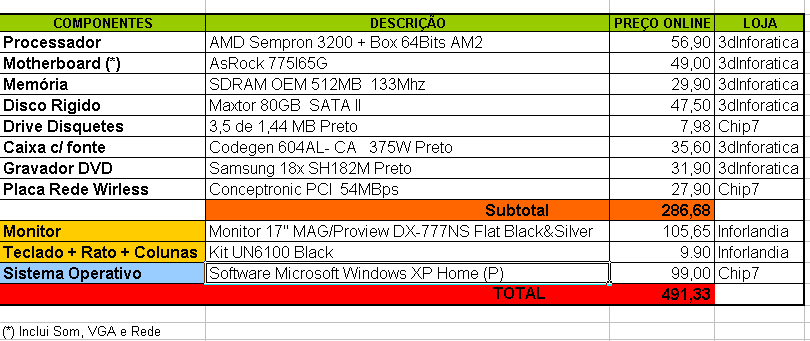 COMPONENTES DESCRIÇÃO PREÇO ONLINE LOJA
Processador AMD Sempron 3200 + Box 64Bits AM2 56,90 3dInforatica
Motherboard (*) AsRock 775I65G 49,00 3dInforatica
Memória SDRAM OEM 512MB 133Mhz 29,90 3dInforatica
Disco Rigido Maxtor 80GB SATA II 47,50 3dInforatica
Drive Disquetes 3,5 de 1,44 MB Preto 7,98 Chip7
Caixa c/ fonte Codegen 604AL- CA 375W Preto 35,60 3dInforatica
Gravador DVD Samsung 18x SH182M Preto 31,90 3dInforatica
Placa Rede Wirless Conceptronic PCI 54MBps 27,90 Chip7
Subtotal 286,68
Monitor Monitor 17" MAG/Proview DX-777NS Flat Black&Silver 105,65 Inforlandia
Teclado + Rato + Colunas Kit UN6100 Black 9.90 Inforlandia
Sistema Operativo Software Microsoft Windows XP Home (P) 99,00 Chip7
TOTAL 491,33
(*) Inclui Som, VGA e Rede